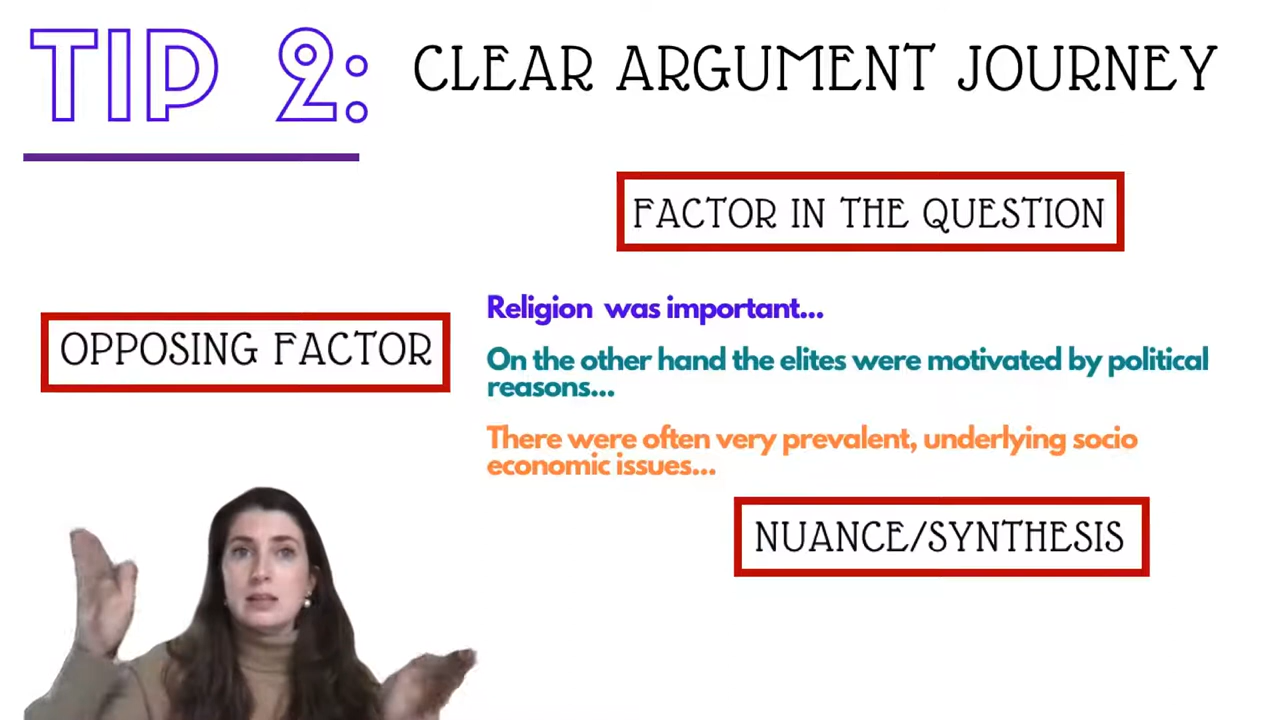 TIP 2: CLEAR ARGUMENT JOURNEY
FACTOR IN THE QUESTION
OPPOSING FACTOR
Religion was important...
On the other hand the elites were motivated by political
reasons...
There were often very prevalent, underlying socio
economic issues...
NUANCE/SYNTHESIS